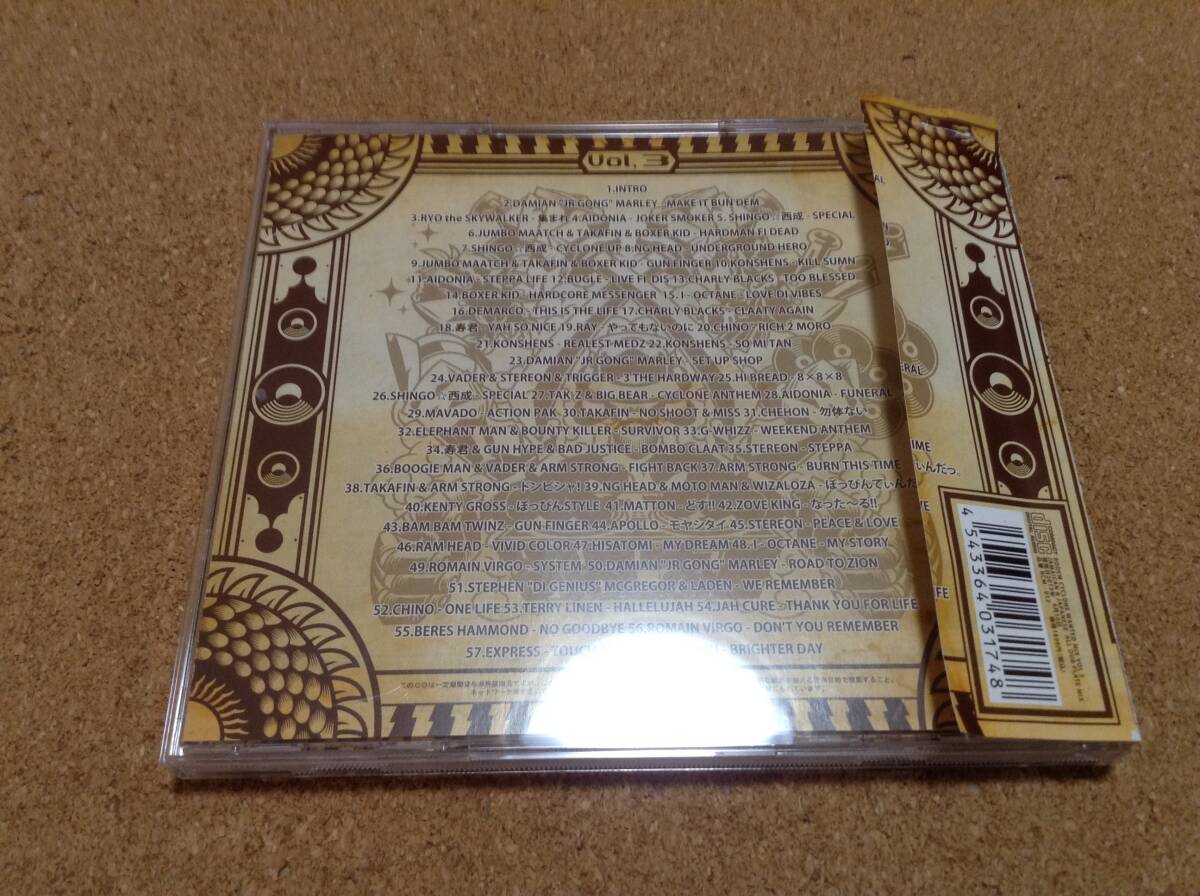 Vol. 3
1.INTRO
2.DAMIAN "JR GONG" MARLEY - MAKE IT BUN DEM
3.RYO the SKYWALKER - 集まれ 4.AIDONIA - JOKER SMOKER 5. SHINGO☆西成 - SPECIAL
6.JUMBO MAATCH & TAKAFIN & BOXER KID - HARDMAN FI DEAD
7.SHINGO☆西成 - CYCLONE UP 8.NG HEAD - UNDERGROUND HERO
9.JUMBO MAATCH & TAKAFIN & BOXER KID - GUN FINGER 10.KONSHENS - KILL SUMN
11.AIDONIA - STEPPA LIFE 12.BUGLE - LIVE FI DIS 13.CHARLY BLACKS - TOO BLESSED
14.BOXER KID - HARDCORE MESSENGER 15. I - OCTANE - LOVE DI VIBES
16.DEMARCO - THIS IS THE LIFE 17.CHARLY BLACKS - CLAATY AGAIN
18.寿君 - YAH SO NICE 19.RAY - やってもないのに 20.CHINO - RICH 2 MORO
21.KONSHENS - REALEST MEDZ 22.KONSHENS - SO MI TAN
23.DAMIAN "JR GONG" MARLEY - SET UP SHOP
24.VADER & STEREON & TRIGGER - 3 THE HARDWAY 25.HI BREAD - 8×8×8
26.SHINGO☆西成 - SPECIAL 27.TAK-Z & BIG BEAR - CYCLONE ANTHEM 28.AIDONIA - FUNERAL
29.MAVADO - ACTION PAK 30.TAKAFIN - NO SHOOT & MISS 31.CHEHON - 勿体ない
32.ELEPHANT MAN & BOUNTY KILLER - SURVIVOR 33.G-WHIZZ - WEEKEND ANTHEM
34.寿君 & GUN HYPE & BAD JUSTICE - BOMBO CLAAT 35.STEREON - STEPPA
36.BOOGIE MAN & VADER & ARM STRONG - FIGHT BACK 37.ARM STRONG - BURN THIS TIME
38.TAKAFIN & ARM STRONG - ドンピシャ! 39.NG HEAD & MOTO MAN & WIZALOZA - ぼっひんてぃんた
40.KENTY GROSS - ぼっひんSTYLE 41.MATTON - どす!! 42.ZOVE KING - なった〜る!!
43.BAM BAM TWINZ - GUN FINGER 44.APOLLO - モヤシタイ 45.STEREON - PEACE & LOVE
46.RAM HEAD - VIVID COLOR 47.HISATOMI - MY DREAM 48. I - OCTANE - MY STORY
49.ROMAIN VIRGO - SYSTEM 50.DAMIAN "JR GONG" MARLEY - ROAD TO ZION
51.STEPHEN "DI GENIUS" MCGREGOR & LADEN - WE REMEMBER
52.CHINO - ONE LIFE 53.TERRY LINEN - HALLELUJAH 54.JAH CURE - THANK YOU FOR LIFE
55.BERES HAMMOND - NO GOODBYE 56.ROMAIN VIRGO - DON'T YOU REMEMBER
57.EXPRESS - TOUCH - BRIGHTER DAY
disc
4 543364 031748